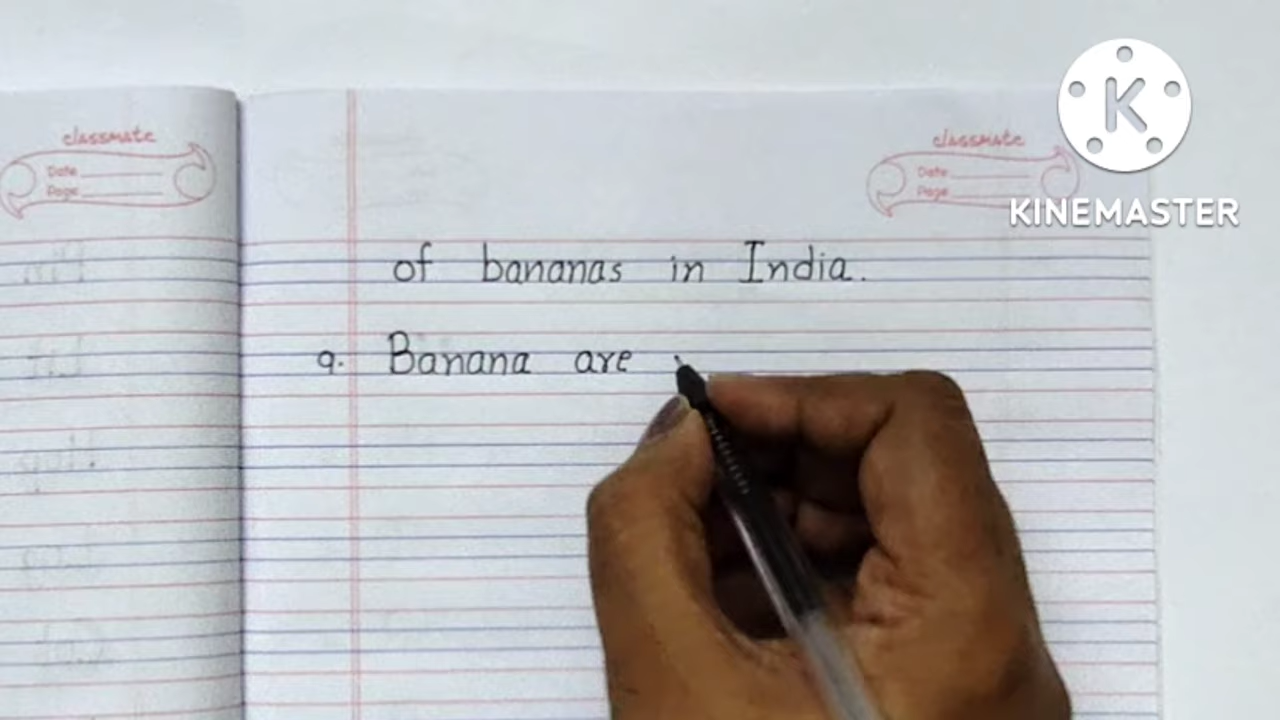 classmate
Date
Page
classmate
Date
Page
KINEMASTER
of bananas in India.
9. Banana are